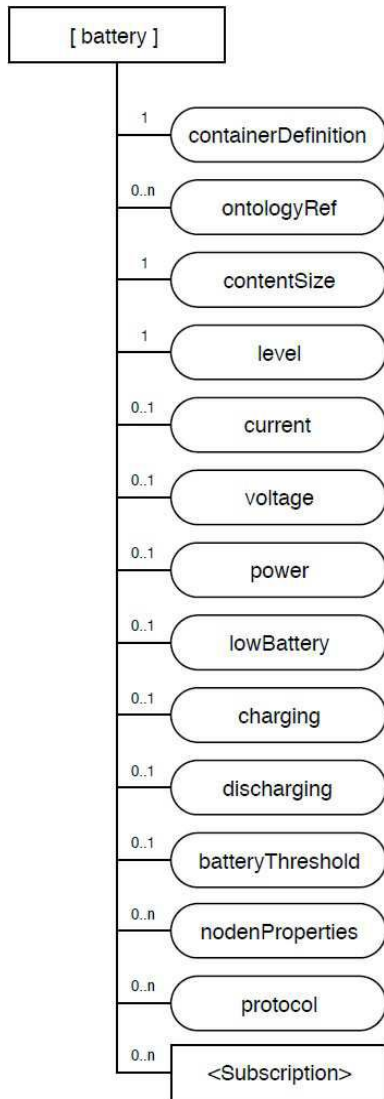 [ battery ]
1
containerDefinition
0..n
ontologyRef
1
contentSize
1
level
0..1
current
0..1
voltage
0..1
power
0..1
lowBattery
0..1
charging
0..1
discharging
0..1
batteryThreshold
0..n
nodenProperties
0..n
protocol
0..n
<Subscription>